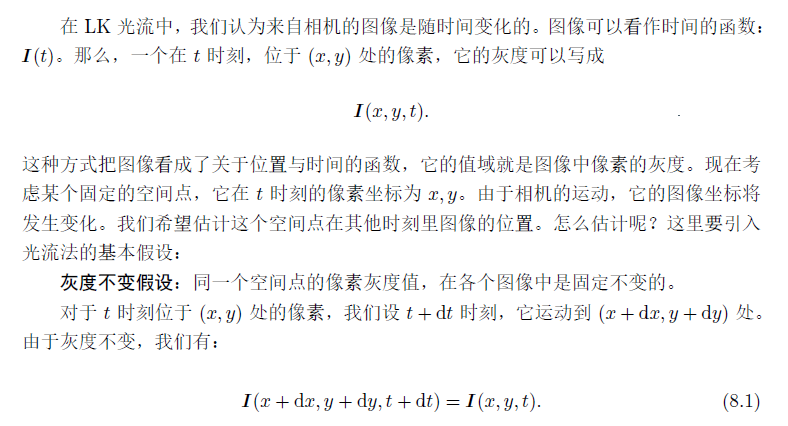 在 LK 光流中，我们认为来自相机的图像是随时间变化的。图像可以看作时间的函数：
I(t)。那么，一个在 t 时刻，位于 (x, y) 处的像素，它的灰度可以写成
I(x, y, t).
这种方式把图像看成了关于位置与时间的函数，它的值域就是图像中像素的灰度。现在考
虑某个固定的空间点，它在 t 时刻的像素坐标为 x, y。由于相机的运动，它的图像坐标将
发生变化。我们希望估计这个空间点在其他时刻里图像的位置。怎么估计呢？这里要引入
光流法的基本假设：
灰度不变假设：同一个空间点的像素灰度值，在各个图像中是固定不变的。
对于 t 时刻位于 (x, y) 处的像素，我们设 t + dt 时刻，它运动到 (x + dx, y + dy) 处。
由于灰度不变，我们有：
I(x + dx, y + dy, t + dt) = I(x, y, t). (8.1)